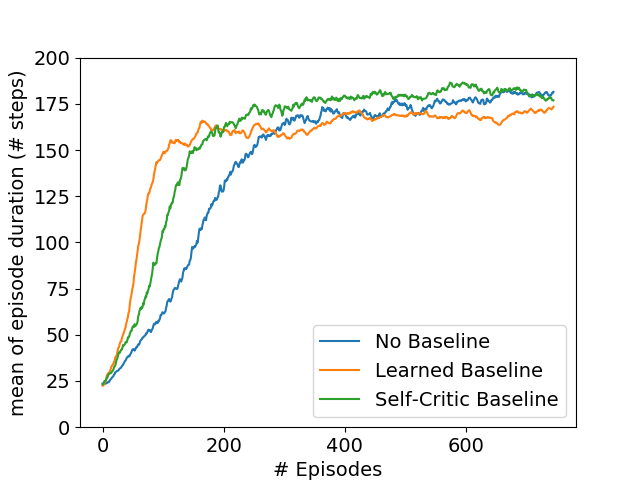 200
175
150
125
100
75
50
25
0
mean of episode duration (# steps)
No Baseline
Learned Baseline
Self-Critic Baseline
0 200 400 600
# Episodes